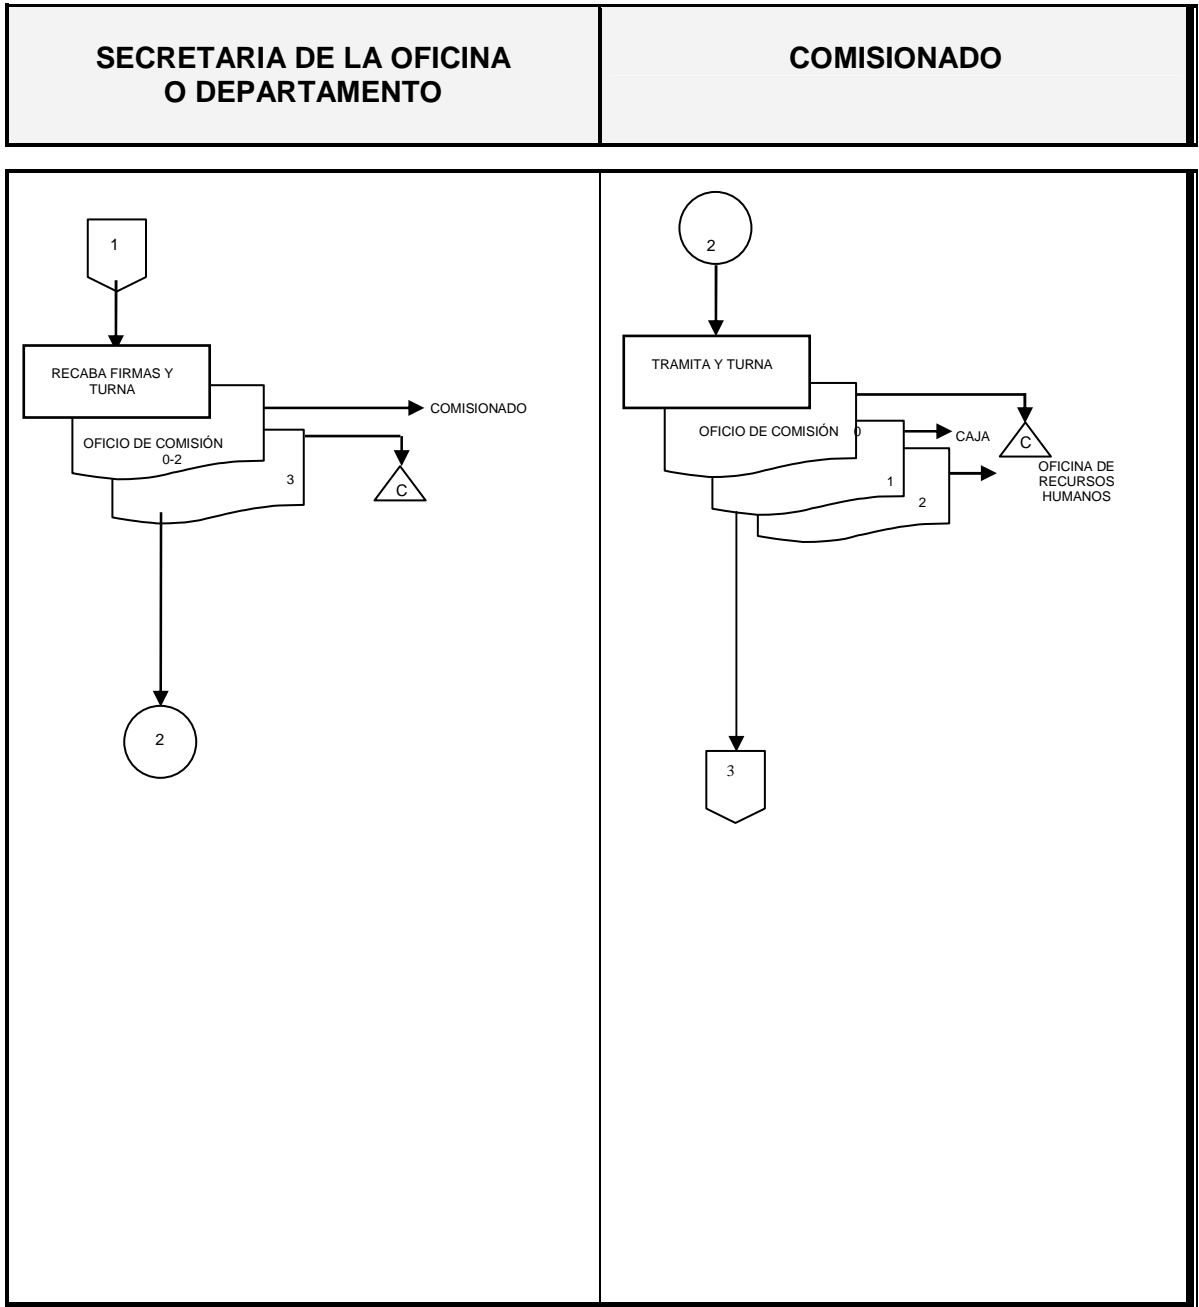 SECRETARIA DE LA OFICINA
O DEPARTAMENTO
COMISIONADO
1
RECABA FIRMAS Y
TURNA
COMISIONADO
OFICIO DE COMISIÓN
0-2
3
C
2
2
TRAMITA Y TURNA
OFICIO DE COMISIÓN 0
CAJA
C
1
2
OFICINA DE
RECURSOS
HUMANOS
3